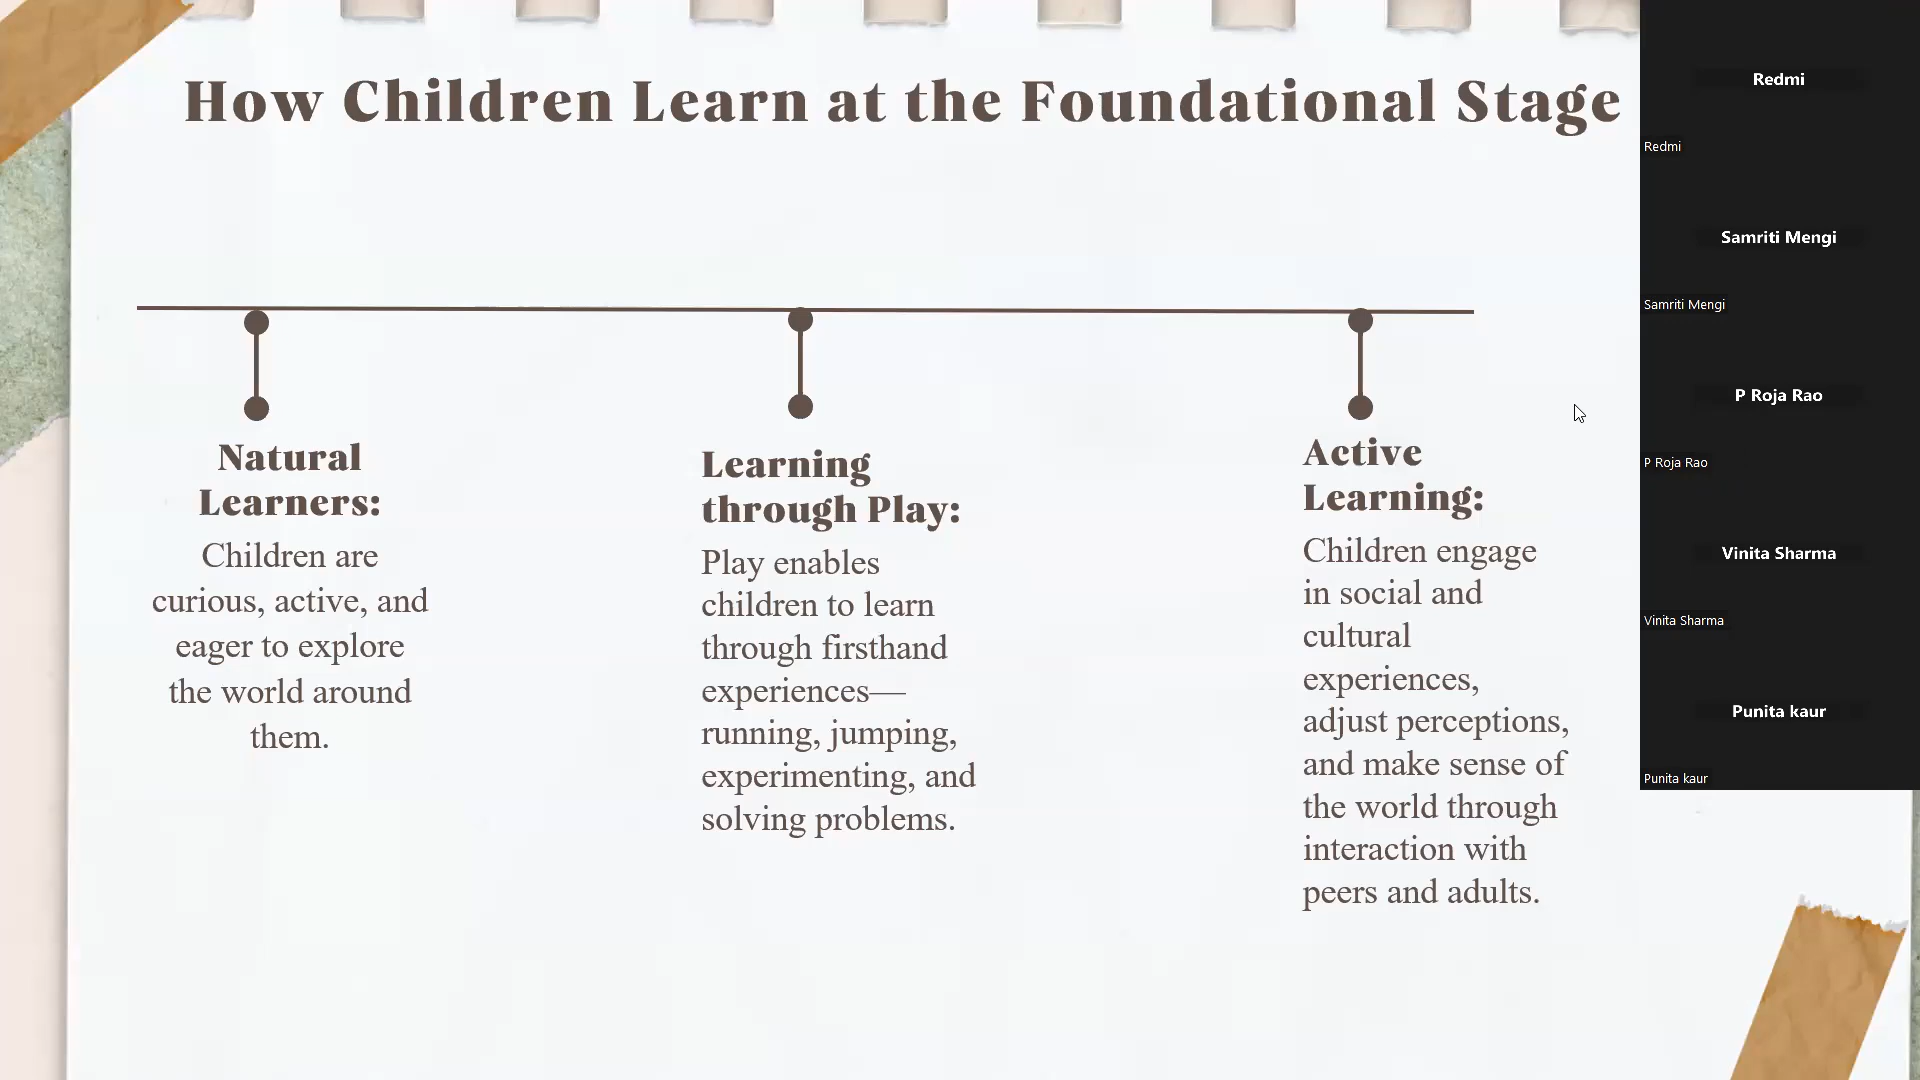 How Children Learn at the Foundational Stage
Natural
Learners:
Children are
curious, active, and
eager to explore
the world around
them.
Learning
through Play:
Play enables
children to learn
through firsthand
experiences—
running, jumping,
experimenting, and
solving problems.
Active
Learning:
Children engage
in social and
cultural
experiences,
adjust perceptions,
and make sense of
the world through
interaction with
peers and adults.
Redmi
Redmi
Samriti Mengi
Samriti Mengi
P Roja Rao
P Roja Rao
Vinita Sharma
Vinita Sharma
Punita kaur
Punita kaur